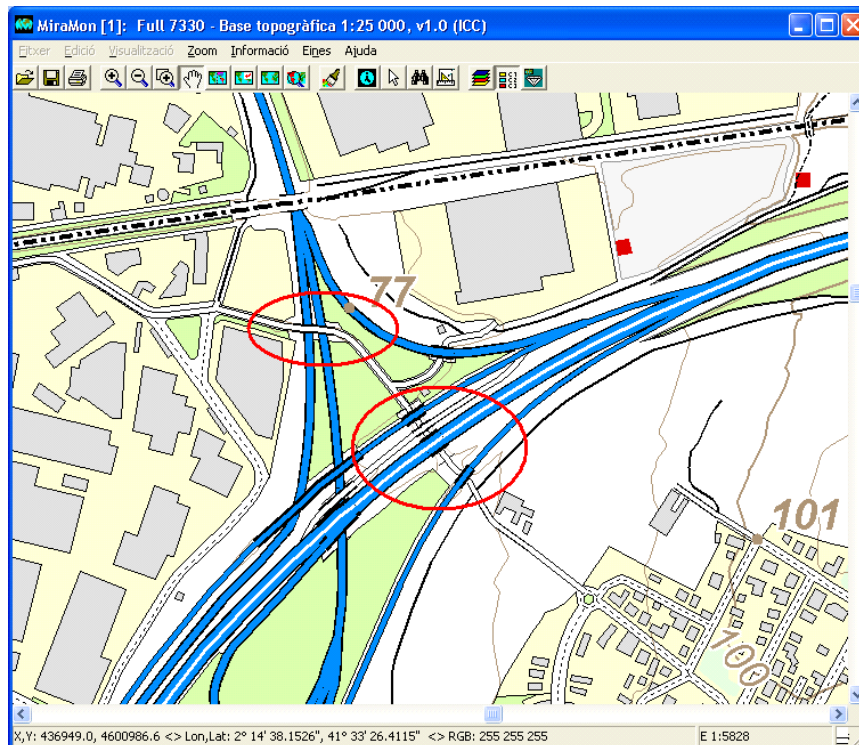 MiraMon [1]: Full 7330 - Base topogràfica 1:25 000, v1.0 (ICC)
Fitxer Edició Visualització Zoom Informació Eines Ajuda
77
101
100
X,Y: 436949.0, 4600986.6 <> Lon,Lat: 2° 14' 38.1526", 41° 33' 26.4115" <> RGB: 255 255 255 E 1:5828